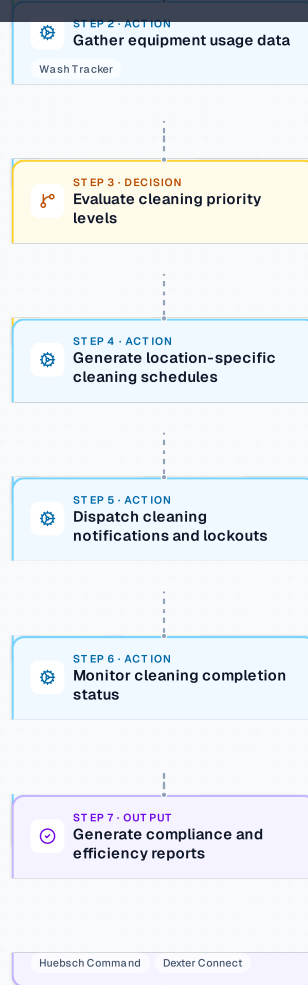 STEP 2 · ACTION
Gather equipment usage data
Wash Tracker
STEP 3 · DECISION
Evaluate cleaning priority
levels
STEP 4 · ACTION
Generate location-specific
cleaning schedules
STEP 5 · ACTION
Dispatch cleaning
notifications and lockouts
STEP 6 · ACTION
Monitor cleaning completion
status
STEP 7 · OUTPUT
Generate compliance and
efficiency reports
Huebsch Command Dexter Connect